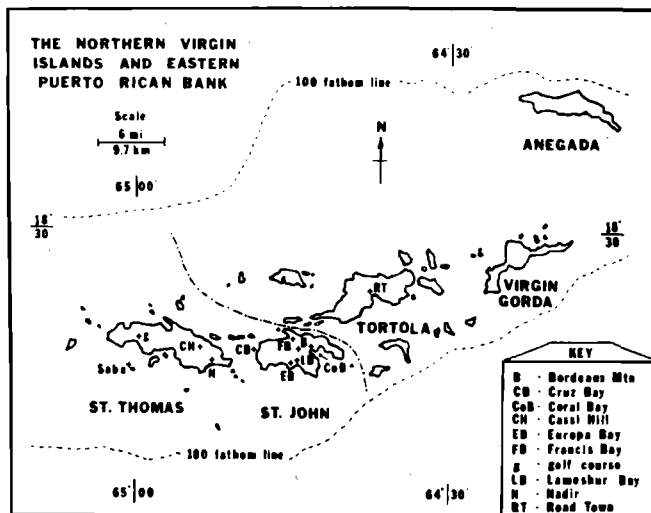 THE NORTHERN VIRGIN
ISLANDS AND EASTERN
PUERTO RICAN BANK
Scale
6 mi
9.7 km
64° 30'
100 fathom line
N
ANEGADA
65 00
18°
30
18°
30
RT
VIRGIN
GORDA
TORTOLA
g
CH
CB
FB
B
LB
Saba
N
EB
CoB
ST. THOMAS
ST. JOHN
100 fathom line
65 00
64° 30
KEY
B · Bordeaux Mtn
CB · Cruz Bay
CoB · Coral Bay
CH · Cassi Hill
EB · Europa Bay
FB · Francis Bay
g · golf course
LB · Lameshur Bay
N · Nadir
RT · Road Town